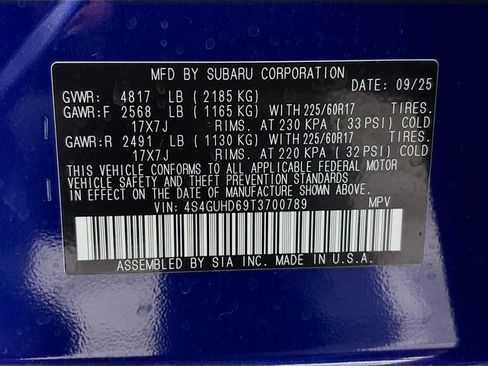 MFD BY SUBARU CORPORATION
DATE: 09/25
GVWR: 4817 LB ( 2185 KG)
GAWR:F 2568 LB ( 1165 KG) WITH 225/60R17 TIRES.
17X7J RIMS. AT 230 KPA ( 33 PSI) COLD
GAWR:R 2491 LB ( 1130 KG) WITH 225/60R17 TIRES.
17X7J RIMS. AT 220 KPA ( 32 PSI) COLD
THIS VEHICLE CONFORMS TO ALL APPLICABLE FEDERAL MOTOR
VEHICLE SAFETY, BUMPER AND THEFT PREVENTION STANDARDS
IN EFFECT ON THE DATE OF MANUFACTURE SHOWN ABOVE.
VIN: 4S4GUHD69T3700789 MPV
ASSEMBLED BY SIA INC. MADE IN U.S.A.